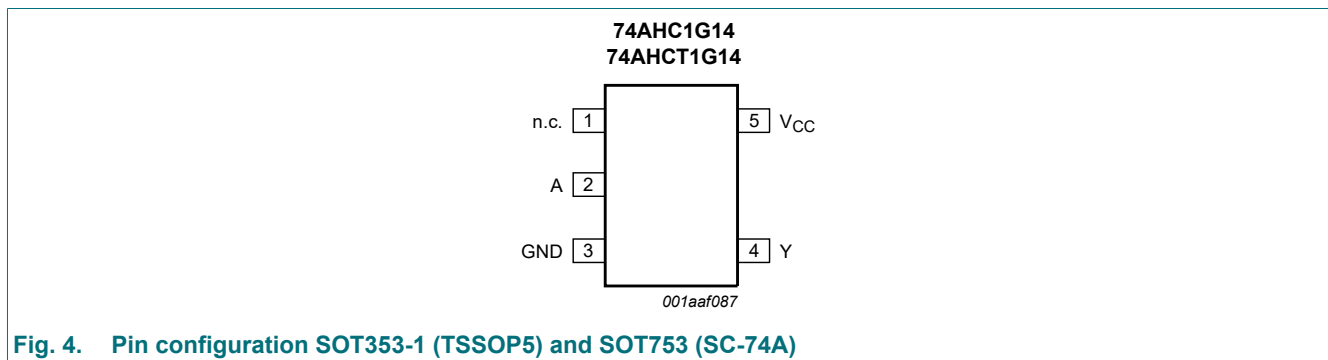 74AHC1G14
74AHCT1G14
n.c. 1
5 VCC
A 2
GND 3
4 Y
001aaf087
Fig. 4. Pin configuration SOT353-1 (TSSOP5) and SOT753 (SC-74A)